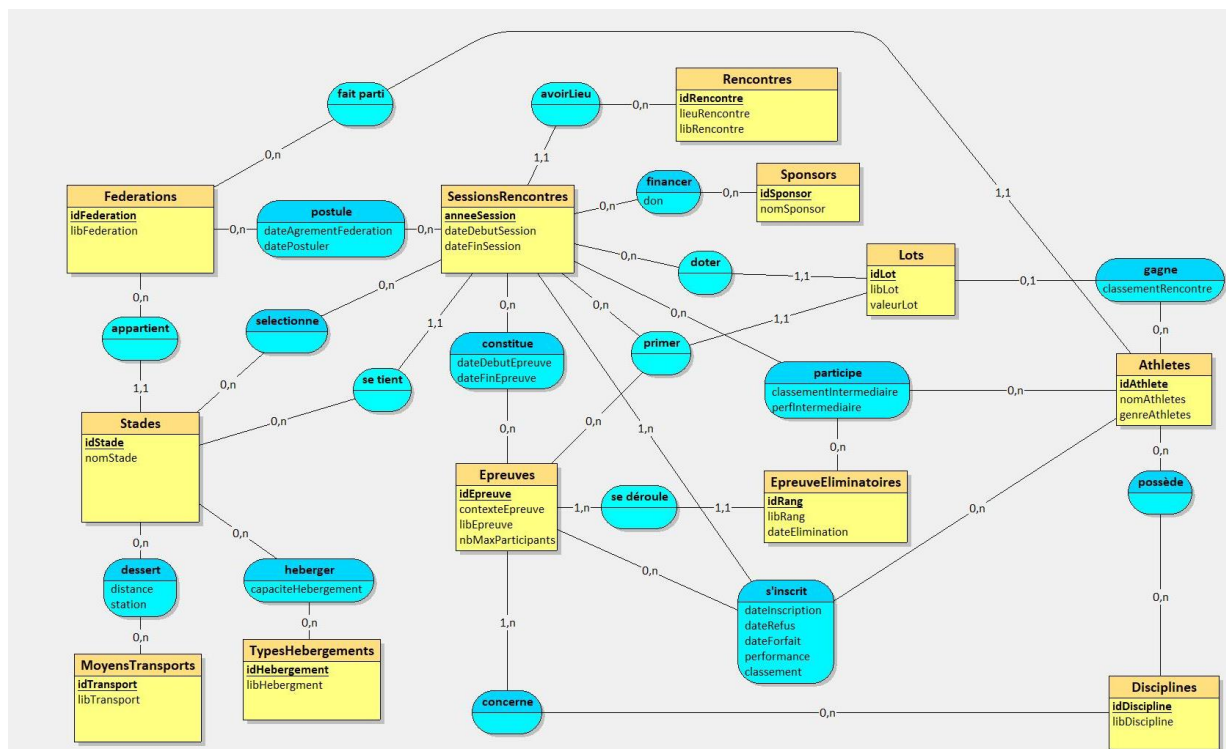 fait parti
avoirLieu
Rencontres
idRencontre
lieuRencontre
libRencontre
0,n
0,n
1,1
1,1
Federations
idFederation
libFederation
postule
dateAgrementFederation
datePostuler
0,n
0,n
SessionsRencontres
anneeSession
dateDebutSession
dateFinSession
financer
don
0,n
0,n
Sponsors
idSponsor
nomSponsor
doter
0,n
1,1
Lots
idLot
libLot
valeurLot
0,1
gagne
classementRencontre
0,n
0,n
appartient
1,1
selectionne
0,n
0,n
se tient
1,1
0,n
0,n
constitue
dateDebutEpreuve
dateFinEpreuve
0,n
primer
0,n
1,1
0,n
participe
classementIntermediaire
perfIntermediaire
0,n
0,n
0,n
Athletes
idAthlete
nomAthletes
genreAthletes
Stades
idStade
nomStade
Epreuves
idEpreuve
contexteEpreuve
libEpreuve
nbMaxParticipants
1,n
se déroule
1,1
EpreuveEliminatoires
idRang
libRang
dateElimination
1,n
0,n
possède
0,n
0,n
dessert
distance
station
0,n
0,n
heberger
capaciteHebergement
0,n
0,n
s'inscrit
dateInscription
dateRefus
dateForfait
performance
classement
0,n
MoyensTransports
idTransport
libTransport
TypesHebergements
idHebergement
libHebergment
1,n
concerne
0,n
Disciplines
idDiscipline
libDiscipline